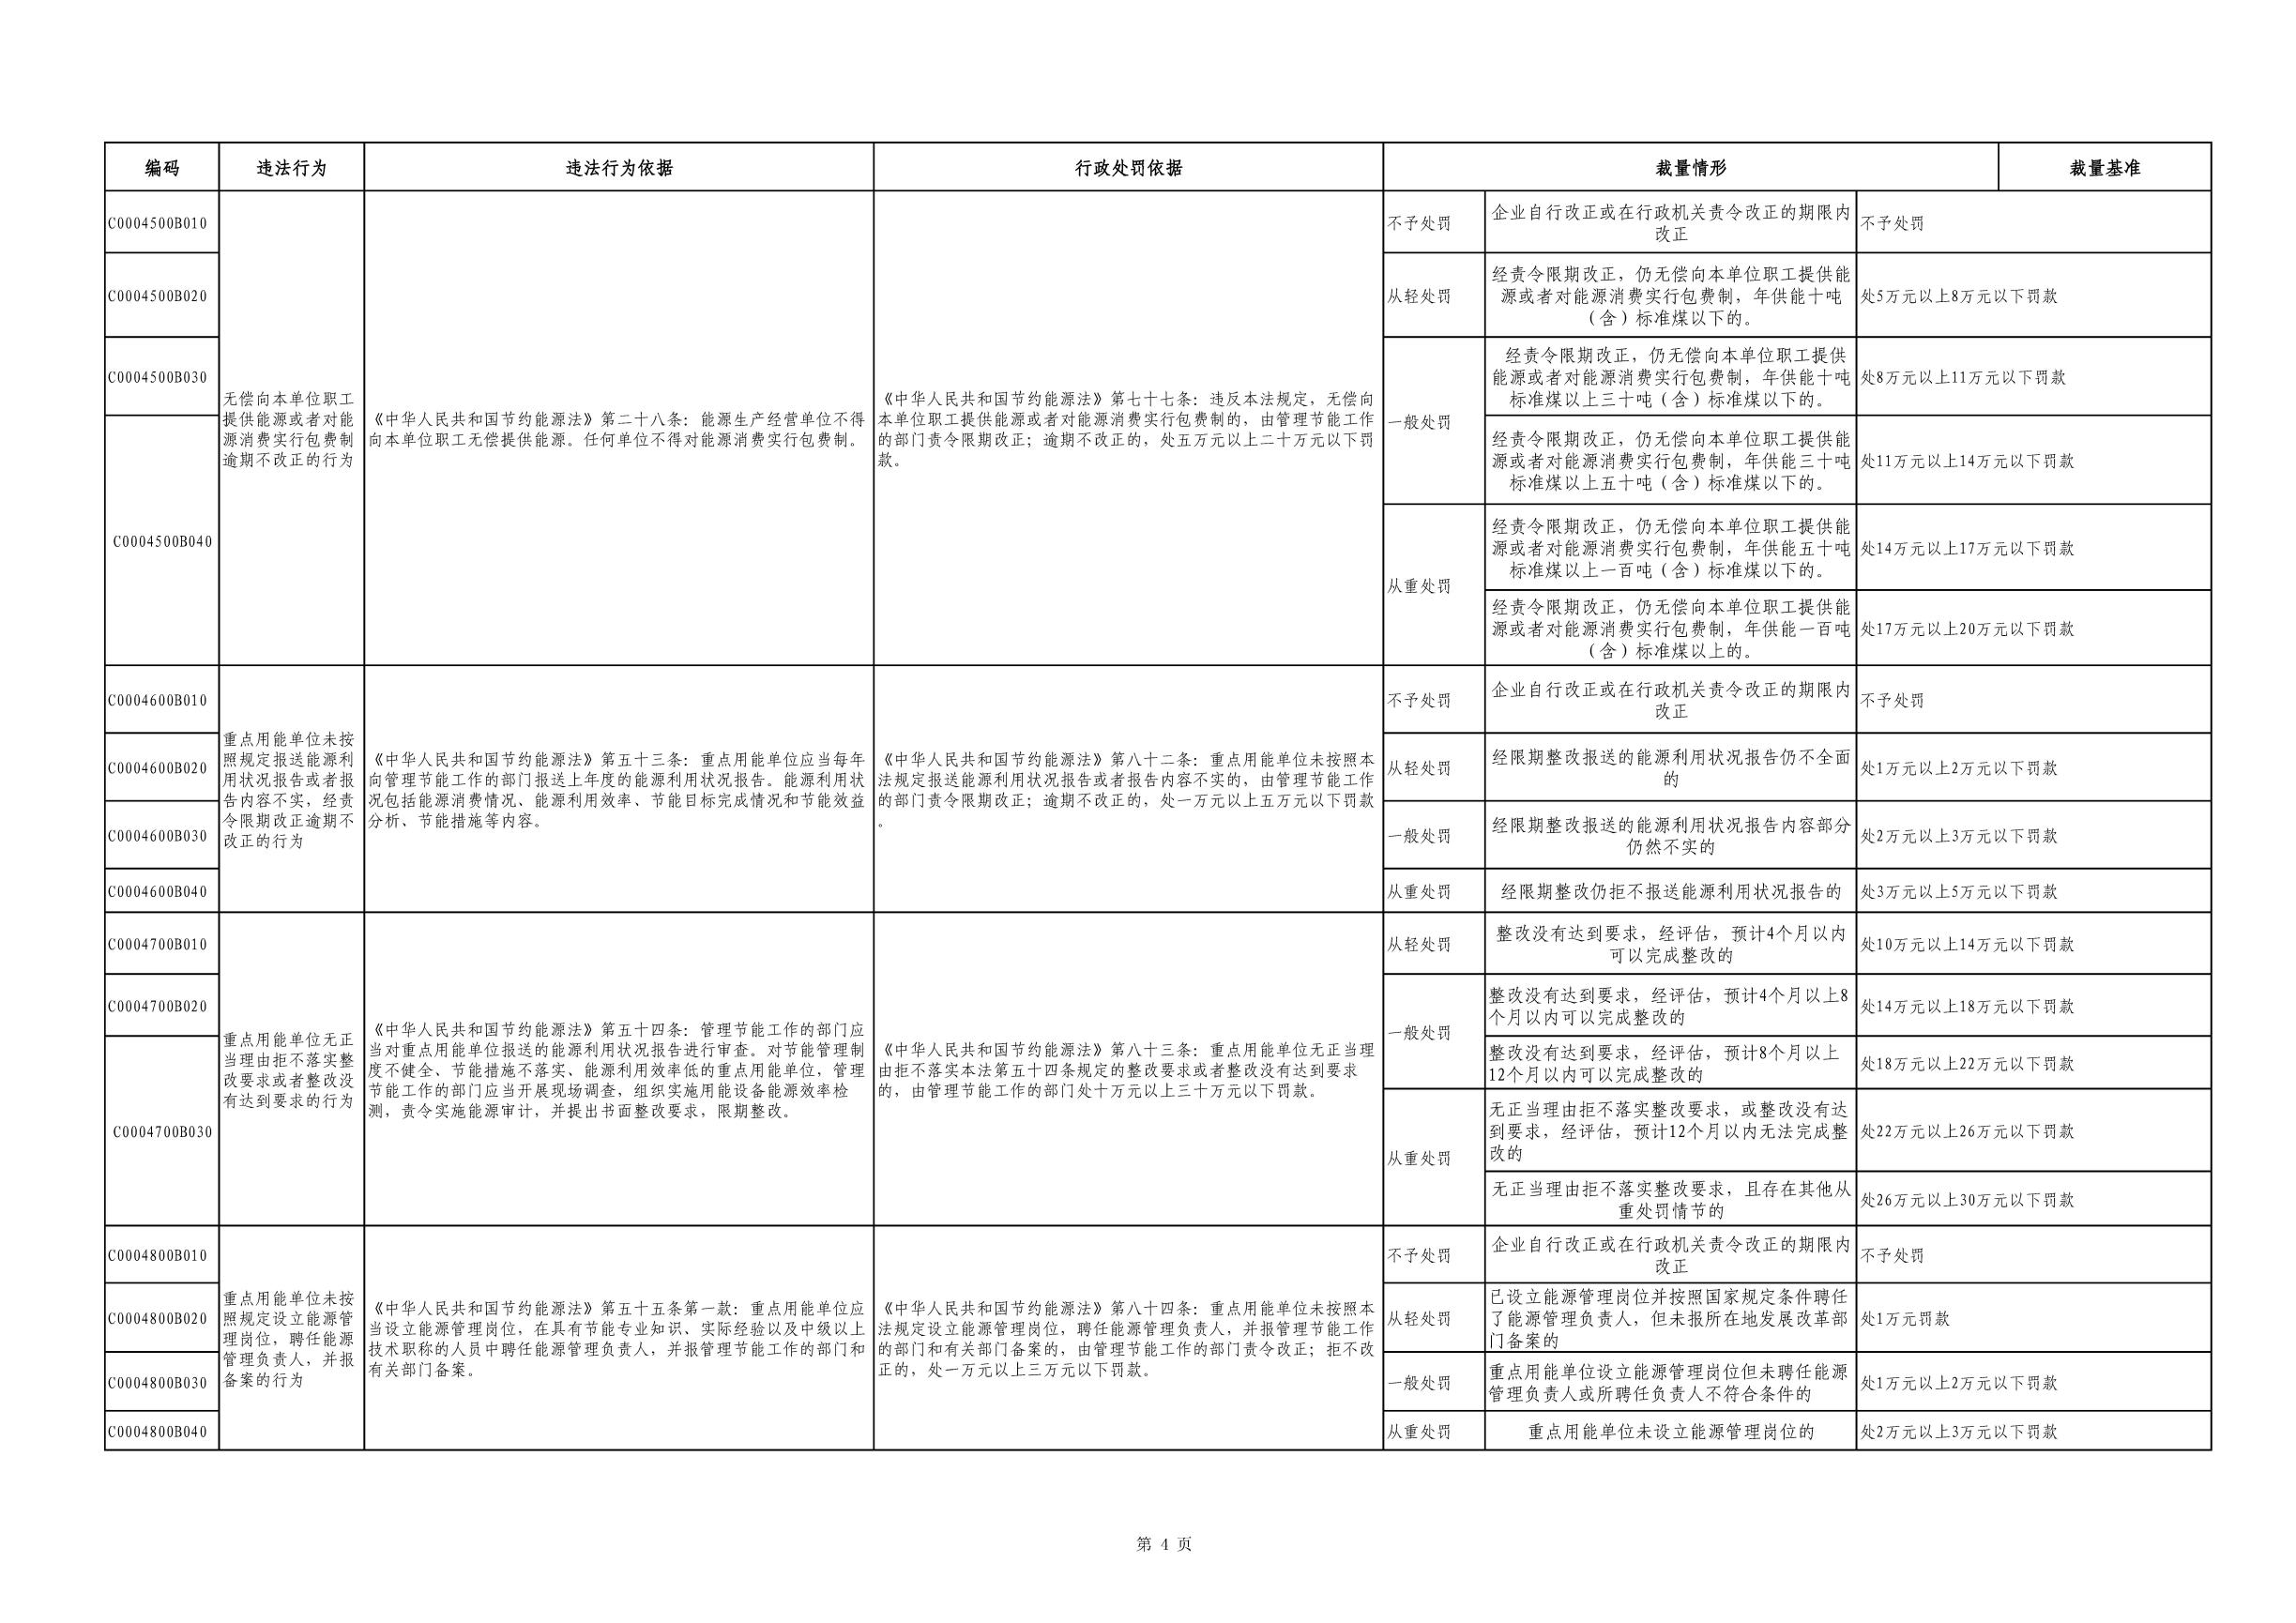 编码 违法行为 违法行为依据 行政处罚依据 裁量情形 裁量基准
C0004500B010
C0004500B020
C0004500B030
C0004500B040
无偿向本单位职工
提供能源或者对能
源消费实行包费制
逾期不改正的行为
《中华人民共和国节约能源法》第二十八条：能源生产经营单位不得
向本单位职工无偿提供能源。任何单位不得对能源消费实行包费制。
《中华人民共和国节约能源法》第七十七条：违反本法规定，无偿向
本单位职工提供能源或者对能源消费实行包费制的，由管理节能工作
的部门责令限期改正；逾期不改正的，处五万元以上二十万元以下罚
款。
不予处罚
企业自行改正或在行政机关责令改正的期限内
改正
不予处罚
从轻处罚
经责令限期改正，仍无偿向本单位职工提供能
源或者对能源消费实行包费制，年供能十吨
（含）标准煤以下的。
处5万元以上8万元以下罚款
一般处罚
经责令限期改正，仍无偿向本单位职工提供
能源或者对能源消费实行包费制，年供能十吨
标准煤以上三十吨（含）标准煤以下的。
处8万元以上11万元以下罚款
经责令限期改正，仍无偿向本单位职工提供能
源或者对能源消费实行包费制，年供能三十吨
标准煤以上五十吨（含）标准煤以下的。
处11万元以上14万元以下罚款
从重处罚
经责令限期改正，仍无偿向本单位职工提供能
源或者对能源消费实行包费制，年供能五十吨
标准煤以上一百吨（含）标准煤以下的。
处14万元以上17万元以下罚款
经责令限期改正，仍无偿向本单位职工提供能
源或者对能源消费实行包费制，年供能一百吨
（含）标准煤以上的。
处17万元以上20万元以下罚款
C0004600B010
C0004600B020
C0004600B030
C0004600B040
重点用能单位未按
照规定报送能源利
用状况报告或者报
告内容不实，经责
令限期改正逾期不
改正的行为
《中华人民共和国节约能源法》第五十三条：重点用能单位应当每年
向管理节能工作的部门报送上年度的能源利用状况报告。能源利用状
况包括能源消费情况、能源利用效率、节能目标完成情况和节能效益
分析、节能措施等内容。
《中华人民共和国节约能源法》第八十二条：重点用能单位未按照本
法规定报送能源利用状况报告或者报告内容不实的，由管理节能工作
的部门责令限期改正；逾期不改正的，处一万元以上五万元以下罚款
。
不予处罚
企业自行改正或在行政机关责令改正的期限内
改正
不予处罚
从轻处罚
经限期整改报送的能源利用状况报告仍不全面
的
处1万元以上2万元以下罚款
一般处罚
经限期整改报送的能源利用状况报告内容部分
仍然不实的
处2万元以上3万元以下罚款
从重处罚
经限期整改仍拒不报送能源利用状况报告的
处3万元以上5万元以下罚款
C0004700B010
C0004700B020
C0004700B030
重点用能单位无正
当理由拒不落实整
改要求或者整改没
有达到要求的行为
《中华人民共和国节约能源法》第五十四条：管理节能工作的部门应
当对重点用能单位报送的能源利用状况报告进行审查。对节能管理制
度不健全、节能措施不落实、能源利用效率低的重点用能单位，管理
节能工作的部门应当开展现场调查，组织实施用能设备能源效率检
测，责令实施能源审计，并提出书面整改要求，限期整改。
《中华人民共和国节约能源法》第八十三条：重点用能单位无正当理
由拒不落实本法第五十四条规定的整改要求或者整改没有达到要求
的，由管理节能工作的部门处十万元以上三十万元以下罚款。
从轻处罚
整改没有达到要求，经评估，预计4个月以内
可以完成整改的
处10万元以上14万元以下罚款
一般处罚
整改没有达到要求，经评估，预计4个月以上8
个月以内可以完成整改的
处14万元以上18万元以下罚款
整改没有达到要求，经评估，预计8个月以上
12个月以内可以完成整改的
处18万元以上22万元以下罚款
从重处罚
无正当理由拒不落实整改要求，或整改没有达
到要求，经评估，预计12个月以内无法完成整
改的
处22万元以上26万元以下罚款
无正当理由拒不落实整改要求，且存在其他从
重处罚情节的
处26万元以上30万元以下罚款
C0004800B010
C0004800B020
C0004800B030
C0004800B040
重点用能单位未按
照规定设立能源管
理岗位，聘任能源
管理负责人，并报
备案的行为
《中华人民共和国节约能源法》第五十五条第一款：重点用能单位应
当设立能源管理岗位，在具有节能专业知识、实际经验以及中级以上
技术职称的人员中聘任能源管理负责人，并报管理节能工作的部门和
有关部门备案。
《中华人民共和国节约能源法》第八十四条：重点用能单位未按照本
法规定设立能源管理岗位，聘任能源管理负责人，并报管理节能工作
的部门和有关部门备案的，由管理节能工作的部门责令改正；拒不改
正的，处一万元以上三万元以下罚款。
不予处罚
企业自行改正或在行政机关责令改正的期限内
改正
不予处罚
从轻处罚
已设立能源管理岗位并按照国家规定条件聘任
了能源管理负责人，但未报所在地发展改革部
门备案的
处1万元罚款
一般处罚
重点用能单位设立能源管理岗位但未聘任能源
管理负责人或所聘任负责人不符合条件的
处1万元以上2万元以下罚款
从重处罚
重点用能单位未设立能源管理岗位的
处2万元以上3万元以下罚款
第 4 页